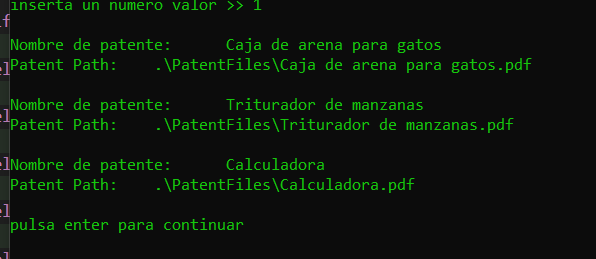 inserta un numero valor >> 1
Nombre de patente: Caja de arena para gatos
Patent Path: .\PatentFiles\Caja de arena para gatos.pdf
Nombre de patente: Triturador de manzanas
Patent Path: .\PatentFiles\Triturador de manzanas.pdf
Nombre de patente: Calculadora
Patent Path: .\PatentFiles\Calculadora.pdf
pulsa enter para continuar